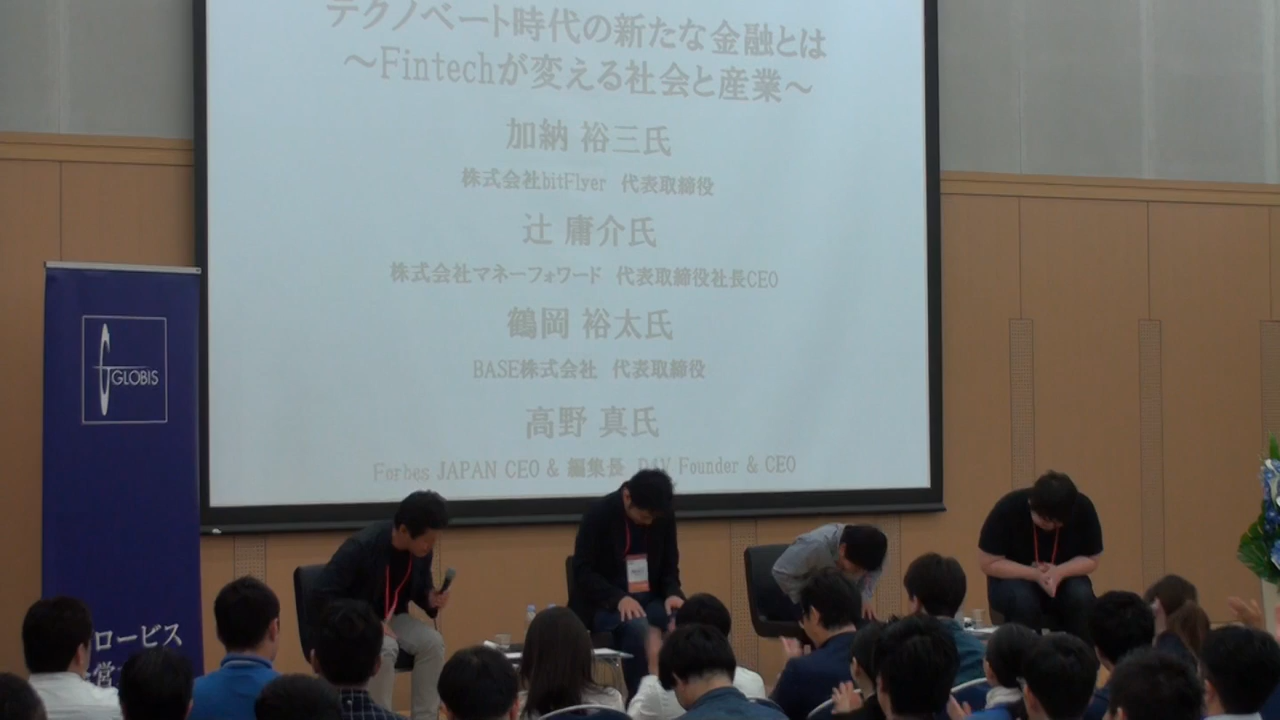 テクノベート時代の新たな金融とは
～Fintechが変える社会と産業～
加納 裕三氏
株式会社bitFlyer 代表取締役
辻 庸介氏
株式会社マネーフォワード 代表取締役社長CEO
鶴岡 裕太氏
BASE株式会社 代表取締役
高野 真氏
Forbes JAPAN CEO & 編集長 Founder & CEO
GLOBIS
ロービス
営